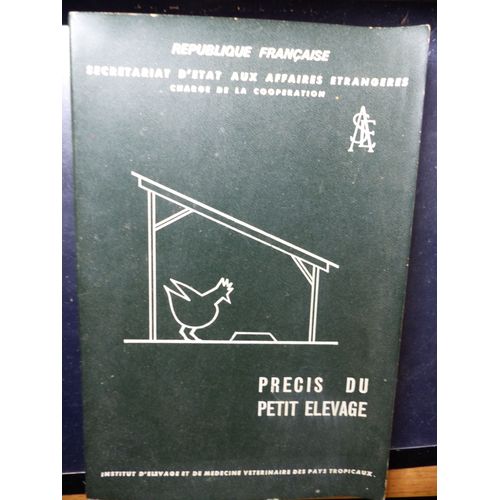 REPUBLIQUE FRANÇAISE
SECRETARIAT D'ETAT AUX AFFAIRES ETRANGERES
CHARGE DE LA COOPERATION
PRECIS DU
PETIT ELEVAGE
INSTITUT D'ELEVAGE ET DE MEDECINE VETERINAIRE DES PAYS TROPICAUX